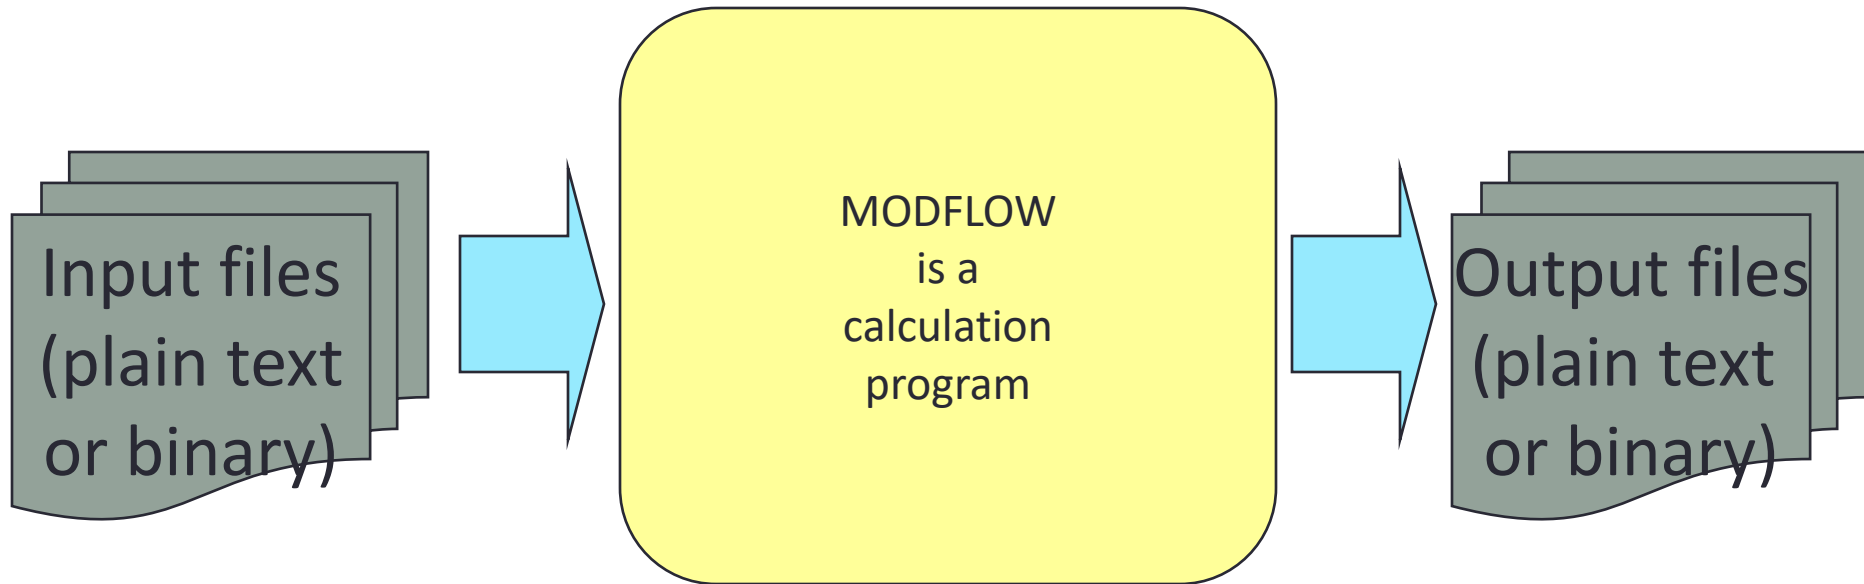 Input files
(plain text
or binary)
MODFLOW
is a
calculation
program
Output files
(plain text
or binary)